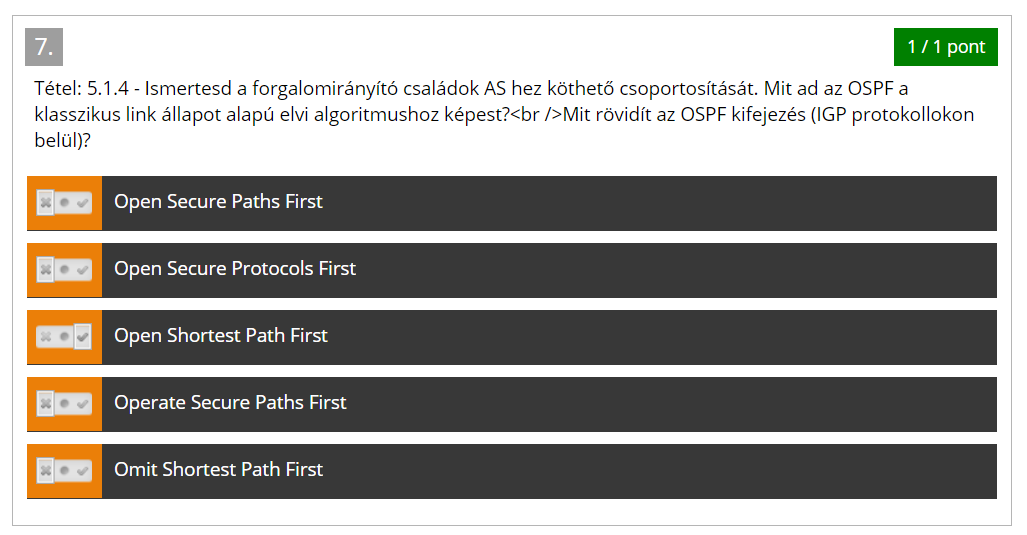 7.
1 / 1 pont
Tétel: 5.1.4 - Ismertesd a forgalomirányító családok AS hez köthető csoportosítását. Mit ad az OSPF a
klasszikus link állapot alapú elvi algoritmushoz képest?<br />Mit rövidít az OSPF kifejezés (IGP protokollokon
belül)?
Open Secure Paths First
Open Secure Protocols First
Open Shortest Path First
Operate Secure Paths First
Omit Shortest Path First